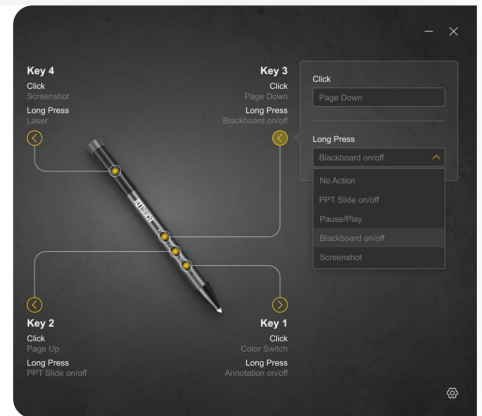 Key 4
Click
Screenshot
Long Press
Laser
Key 3
Click
Page Down
Long Press
Blackboard on/off
Click
Page Down
Long Press
Blackboard on/off
No Action
PPT Slide on/off
Pause/Play
Blackboard on/off
Screenshot
Key 2
Click
Page Up
Long Press
PPT Slide on/off
Key 1
Click
Color Switch
Long Press
Annotation on/off